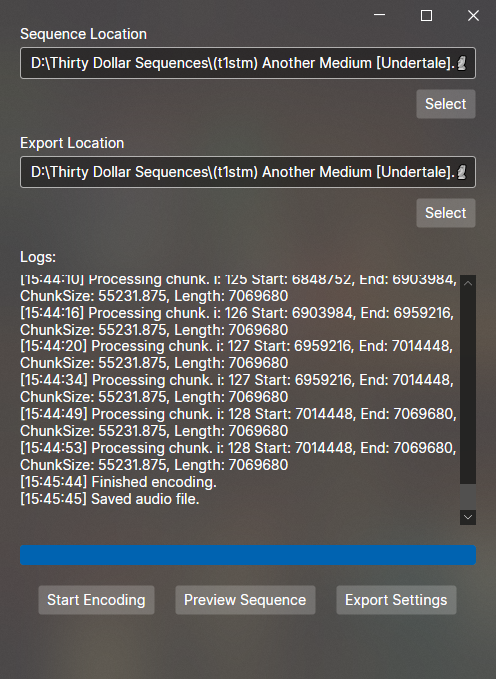 Sequence Location
D:\Thirty Dollar Sequences\(t1stm) Another Medium [Undertale].🗿
Select
Export Location
D:\Thirty Dollar Sequences\(t1stm) Another Medium [Undertale].🗿
Select
Logs:
[15:44:10] Processing chunk. i: 125 Start: 6848752, End: 6903984,
ChunkSize: 55231.875, Length: 7069680
[15:44:16] Processing chunk. i: 126 Start: 6903984, End: 6959216,
ChunkSize: 55231.875, Length: 7069680
[15:44:20] Processing chunk. i: 127 Start: 6959216, End: 7014448,
ChunkSize: 55231.875, Length: 7069680
[15:44:34] Processing chunk. i: 127 Start: 6959216, End: 7014448,
ChunkSize: 55231.875, Length: 7069680
[15:44:49] Processing chunk. i: 128 Start: 7014448, End: 7069680,
ChunkSize: 55231.875, Length: 7069680
[15:44:53] Processing chunk. i: 128 Start: 7014448, End: 7069680,
ChunkSize: 55231.875, Length: 7069680
[15:45:44] Finished encoding.
[15:45:45] Saved audio file.
Start Encoding
Preview Sequence
Export Settings